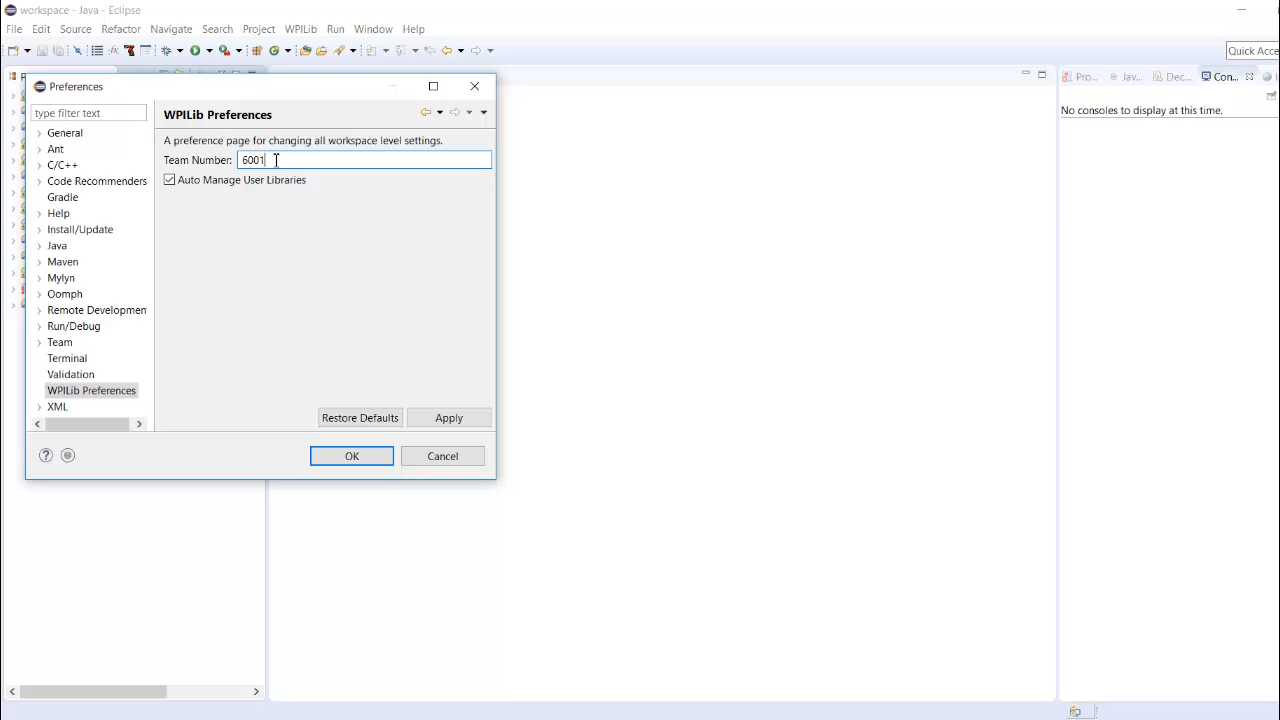 workspace - Java - Eclipse
File Edit Source Refactor Navigate Search Project WPILib Run Window Help
Quick Acce
Preferences
type filter text
General
Ant
C/C++
Code Recommenders
Gradle
Help
Install/Update
Java
Maven
Mylyn
Oomph
Remote Developmen
Run/Debug
Team
Terminal
Validation
WPILib Preferences
XML
WPILib Preferences
A preference page for changing all workspace level settings.
Team Number: 6001
Auto Manage User Libraries
Restore Defaults Apply
OK Cancel
Pro... Jav... Dec... Con...
No consoles to display at this time.